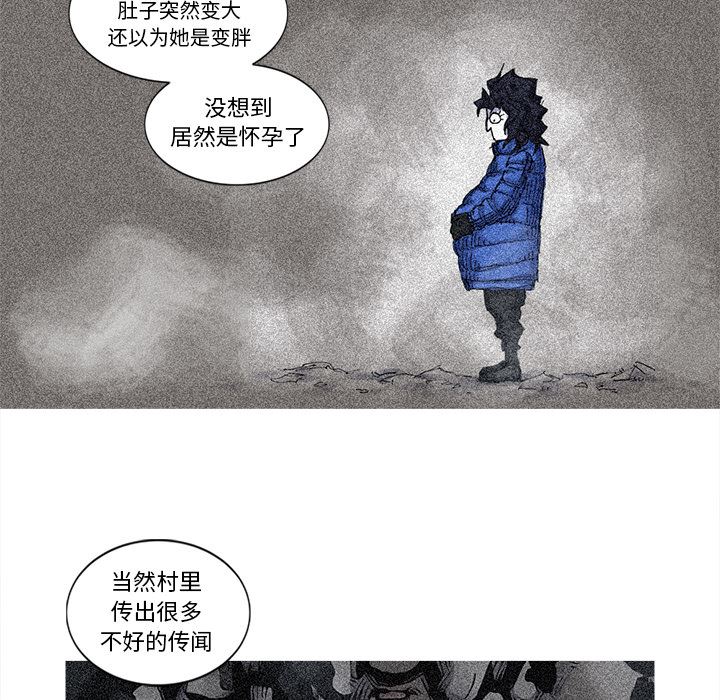 肚子突然变大
还以为她是变胖
没想到
居然是怀孕了
当然村里
传出很多
不好的传闻